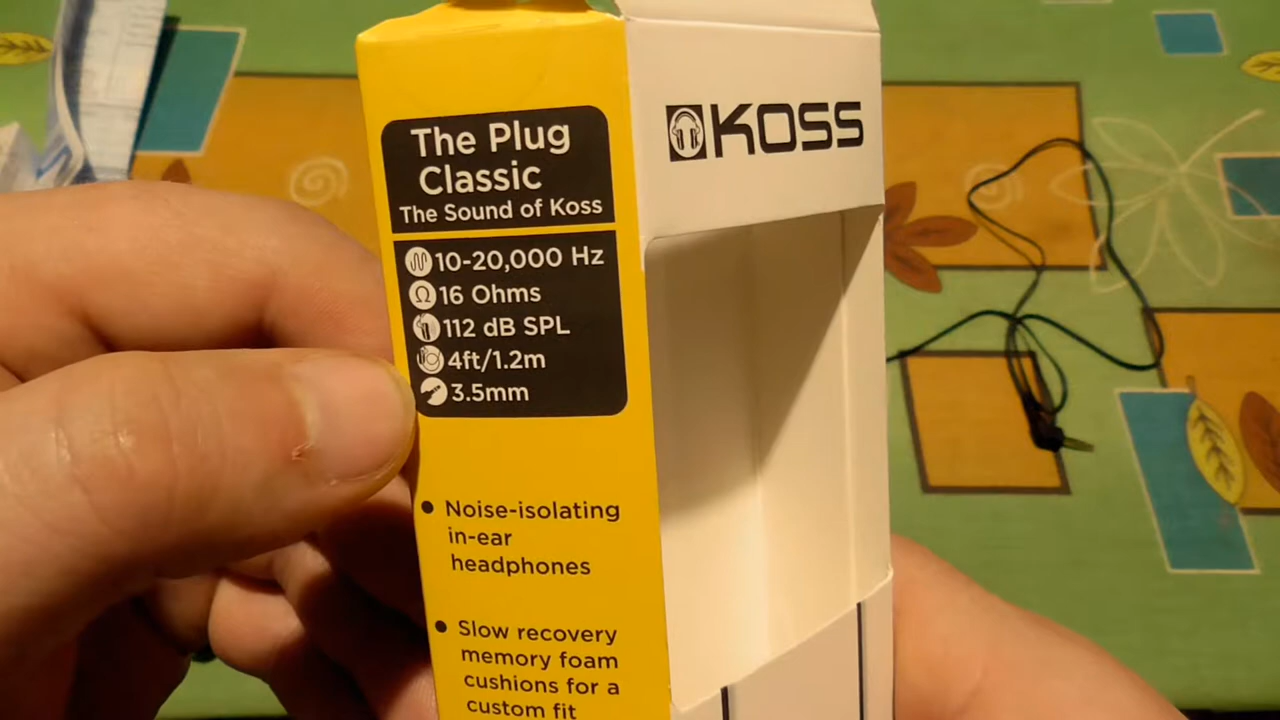 The Plug
Classic
The Sound of Koss
10-20,000 Hz
Ω 16 Ohms
112 dB SPL
4ft/1.2m
3.5mm
• Noise-isolating
in-ear
headphones
• Slow recovery
memory foam
cushions for a
custom fit
KOSS